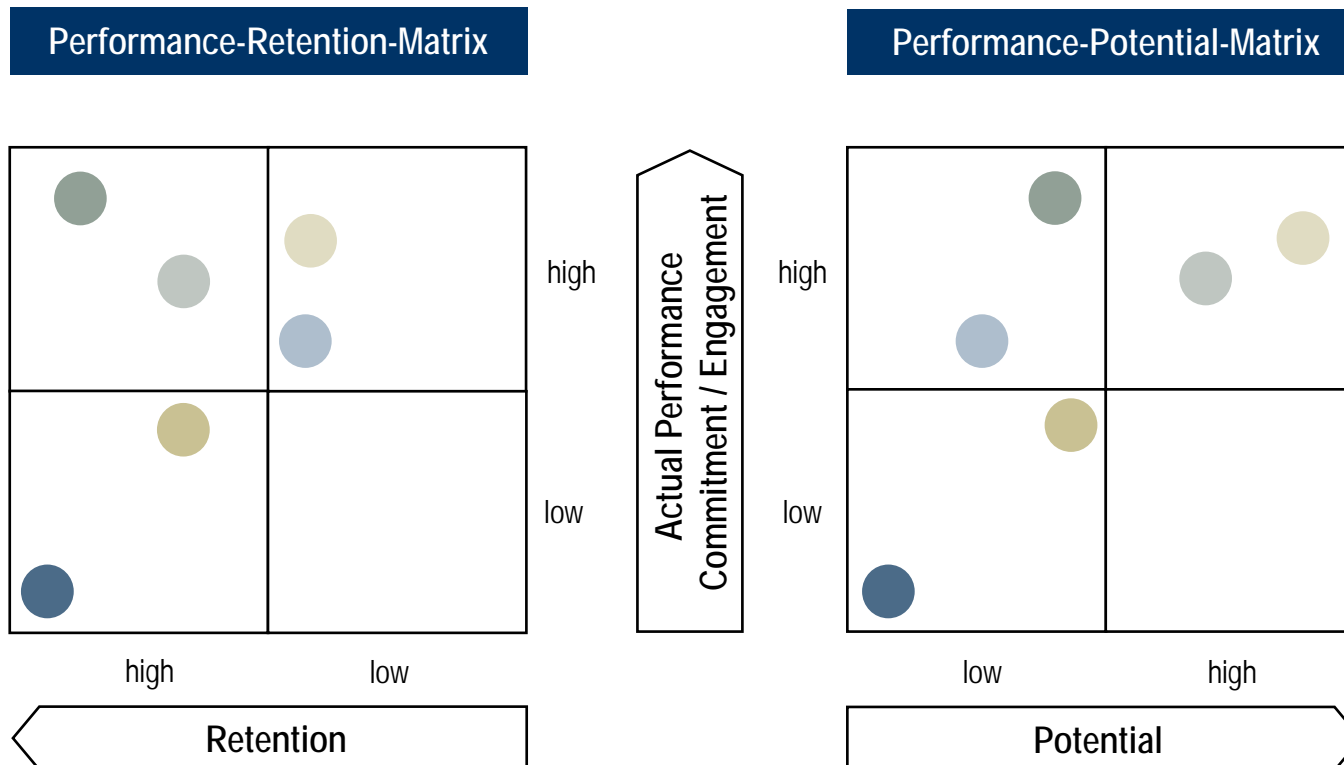 Performance-Retention-Matrix
Performance-Potential-Matrix
high
low
high
low
Retention
Actual Performance
Commitment / Engagement
high
low
low
high
Potential